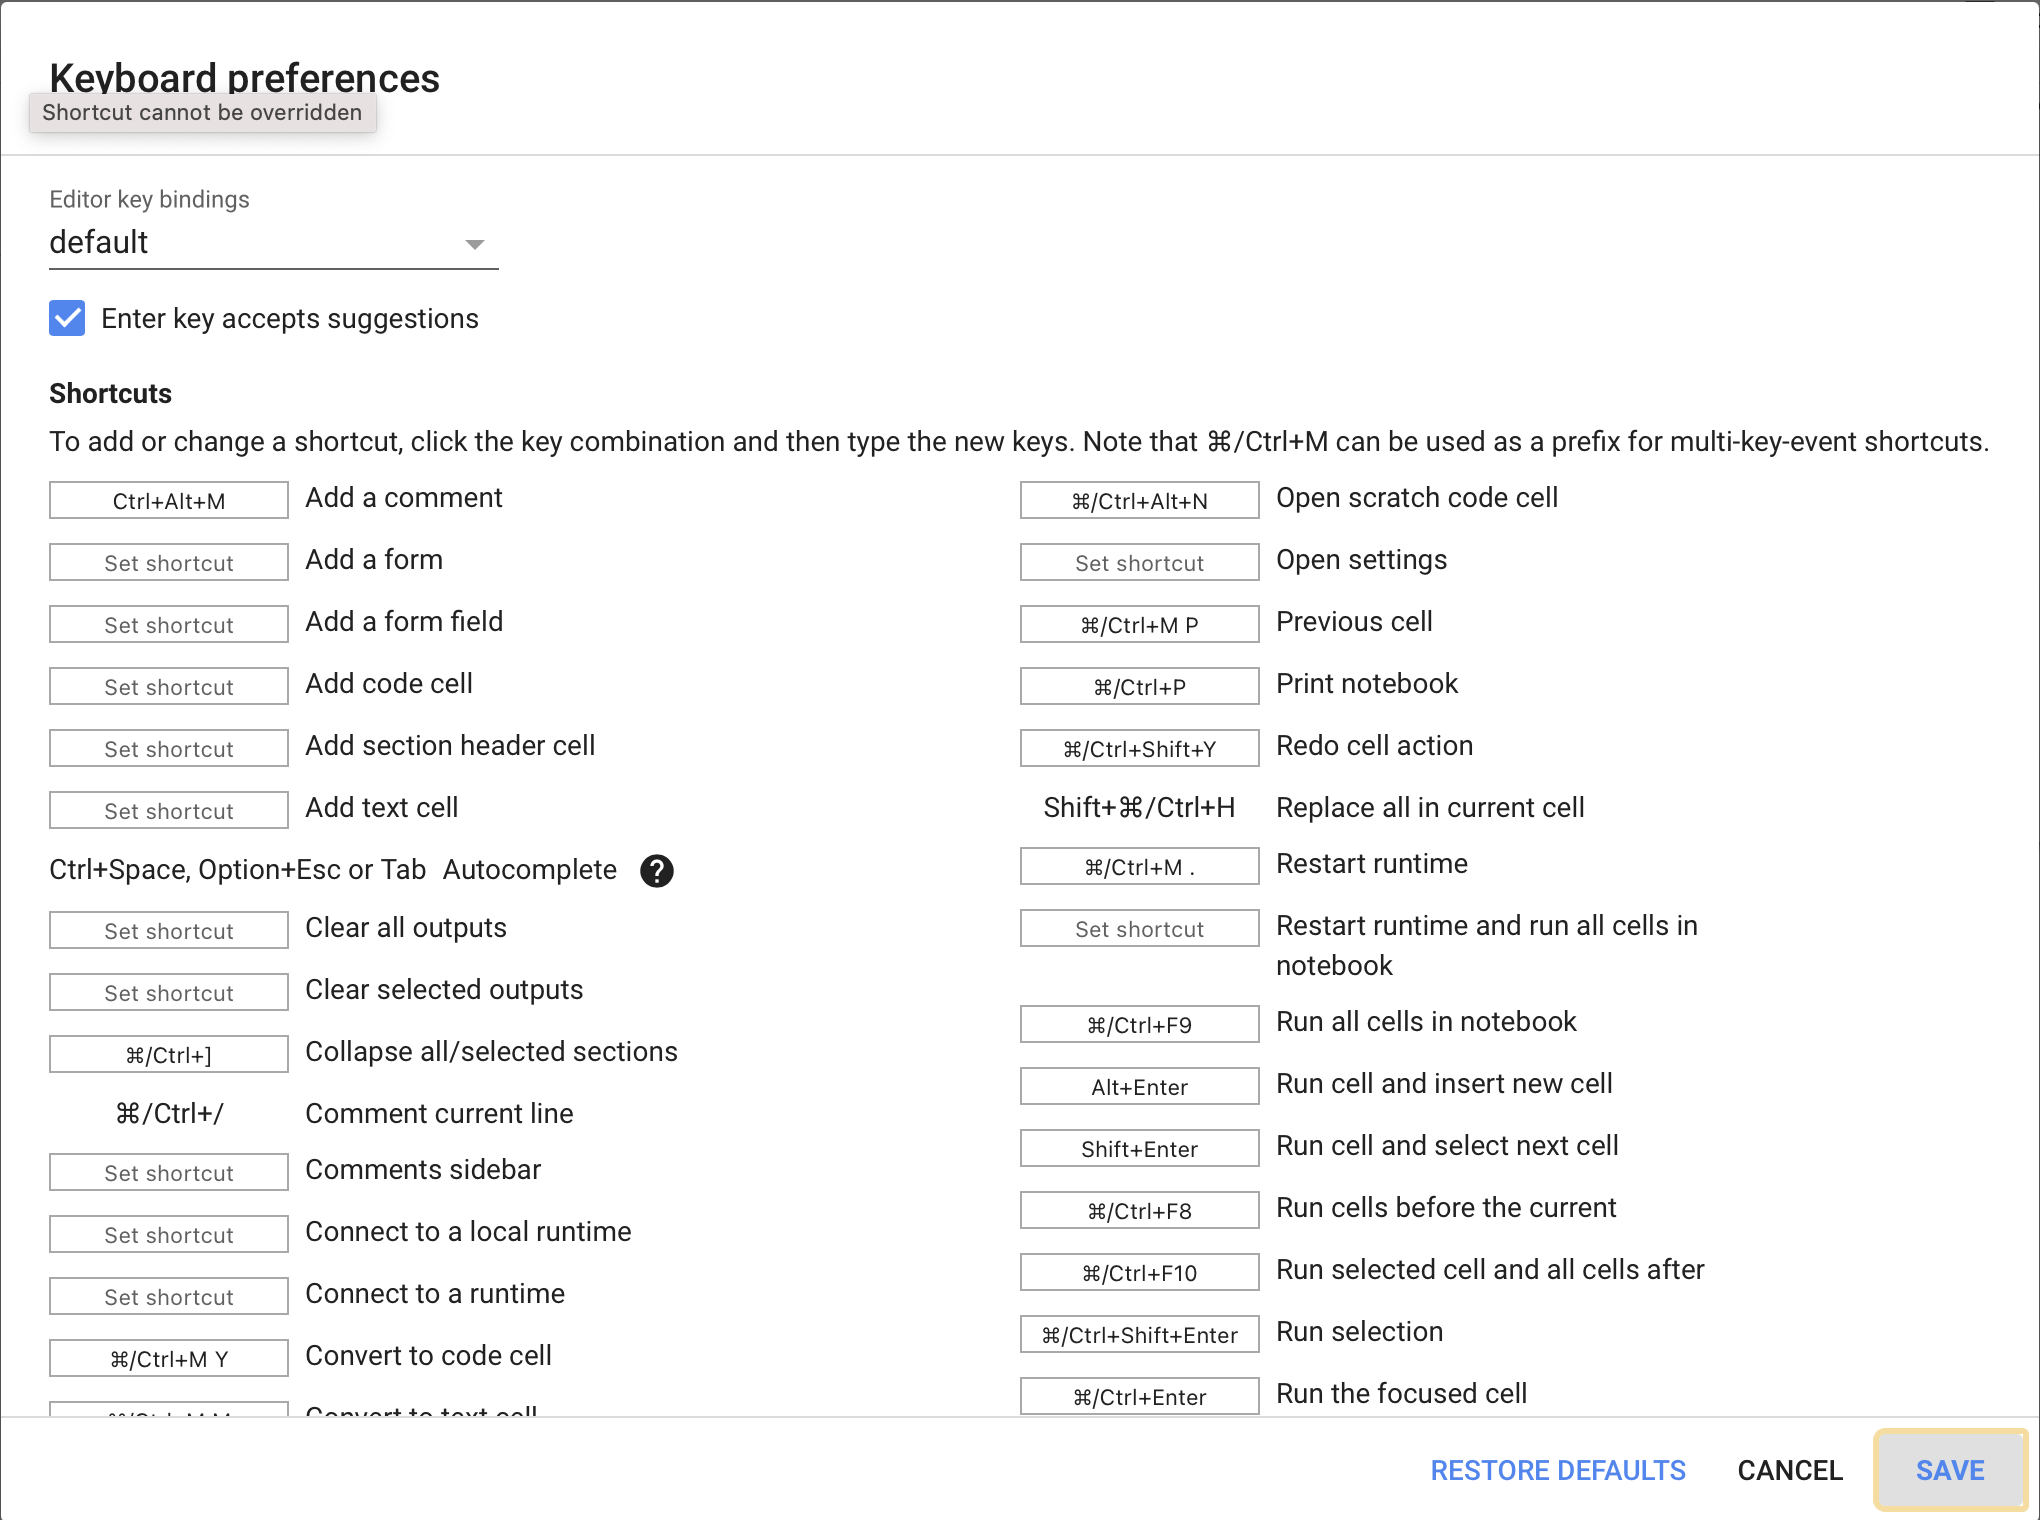 Keyboard preferences
Shortcut cannot be overridden
Editor key bindings
default
Enter key accepts suggestions
Shortcuts
To add or change a shortcut, click the key combination and then type the new keys. Note that ⌘/Ctrl+M can be used as a prefix for multi-key-event shortcuts.
Ctrl+Alt+M Add a comment
Set shortcut Add a form
Set shortcut Add a form field
Set shortcut Add code cell
Set shortcut Add section header cell
Set shortcut Add text cell
Ctrl+Space, Option+Esc or Tab Autocomplete ?
Set shortcut Clear all outputs
Set shortcut Clear selected outputs
⌘/Ctrl+] Collapse all/selected sections
⌘/Ctrl+/ Comment current line
Set shortcut Comments sidebar
Set shortcut Connect to a local runtime
Set shortcut Connect to a runtime
⌘/Ctrl+M Y Convert to code cell
⌘/Ctrl+M M Convert to text cell
⌘/Ctrl+Alt+N Open scratch code cell
Set shortcut Open settings
⌘/Ctrl+M P Previous cell
⌘/Ctrl+P Print notebook
⌘/Ctrl+Shift+Y Redo cell action
Shift+⌘/Ctrl+H Replace all in current cell
⌘/Ctrl+M . Restart runtime
Set shortcut Restart runtime and run all cells in
notebook
⌘/Ctrl+F9 Run all cells in notebook
Alt+Enter Run cell and insert new cell
Shift+Enter Run cell and select next cell
⌘/Ctrl+F8 Run cells before the current
⌘/Ctrl+F10 Run selected cell and all cells after
⌘/Ctrl+Shift+Enter Run selection
⌘/Ctrl+Enter Run the focused cell
RESTORE DEFAULTS CANCEL SAVE